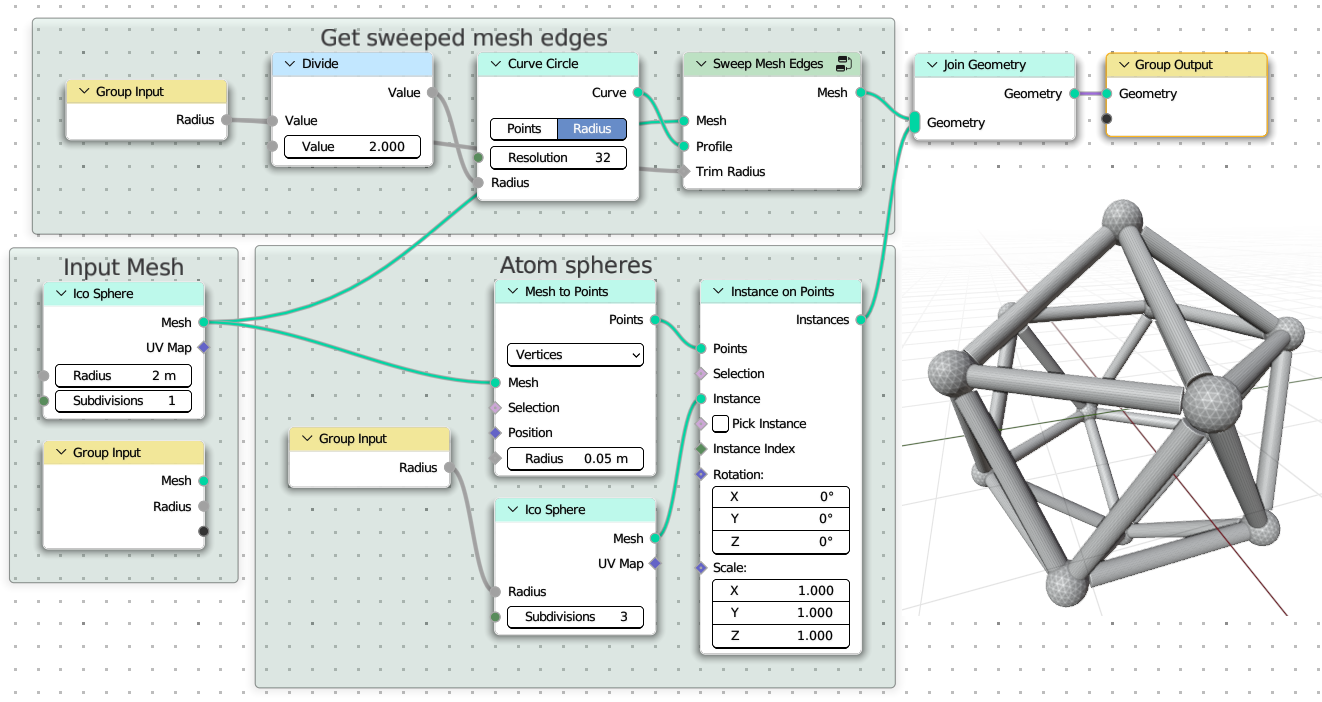 Get sweeped mesh edges
Group Input
Radius
Divide
Value
Value
Value 2.000
Curve Circle
Curve
Points Radius
Resolution 32
Radius
Sweep Mesh Edges
Mesh
Mesh
Profile
Trim Radius
Join Geometry
Geometry
Geometry
Group Output
Geometry
Input Mesh
Ico Sphere
Mesh
UV Map
Radius 2 m
Subdivisions 1
Group Input
Mesh
Radius
Atom spheres
Group Input
Radius
Mesh to Points
Points
Vertices
Mesh
Selection
Position
Radius 0.05 m
Ico Sphere
Mesh
UV Map
Radius
Subdivisions 3
Instance on Points
Instances
Points
Selection
Instance
Pick Instance
Instance Index
Rotation:
X 0°
Y 0°
Z 0°
Scale:
X 1.000
Y 1.000
Z 1.000